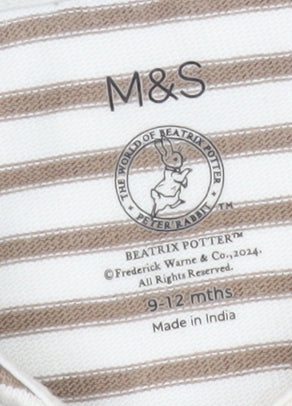 M&S
THE WORLD OF BEATRIX POTTER
• PETER RABBIT •
TM
BEATRIX POTTER™
©Frederick Warne & Co.,2024.
All Rights Reserved.
9-12 mths
Made in India